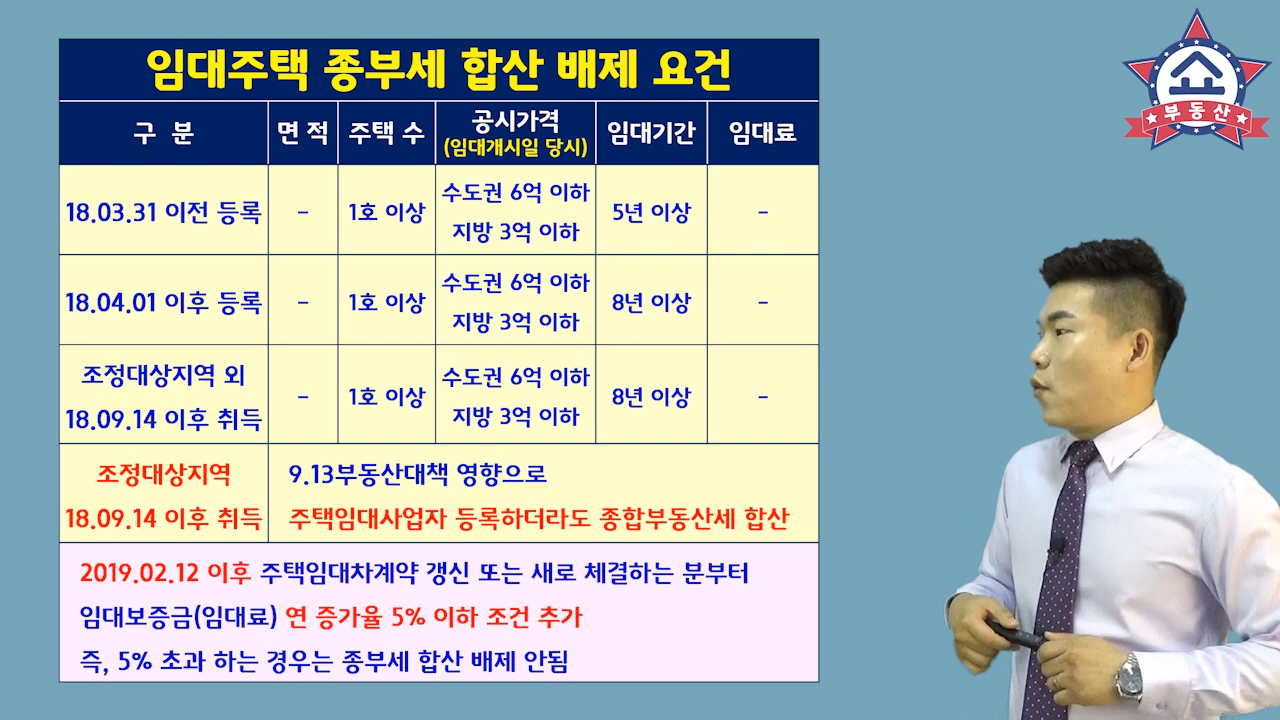 임대주택 종부세 합산 배제 요건
구 분 면 적 주택 수 공시가격 (임대개시일 당시) 임대기간 임대료
18.03.31 이전 등록 - 1호 이상 수도권 6억 이하 지방 3억 이하 5년 이상 -
18.04.01 이후 등록 - 1호 이상 수도권 6억 이하 지방 3억 이하 8년 이상 -
조정대상지역 외 18.09.14 이후 취득 - 1호 이상 수도권 6억 이하 지방 3억 이하 8년 이상 -
조정대상지역 18.09.14 이후 취득
9.13부동산대책 영향으로
주택임대사업자 등록하더라도 종합부동산세 합산
2019.02.12 이후 주택임대차계약 갱신 또는 새로 체결하는 분부터
임대보증금(임대료) 연 증가율 5% 이하 조건 추가
즉, 5% 초과 하는 경우는 종부세 합산 배제 안됨
쇼
부동산